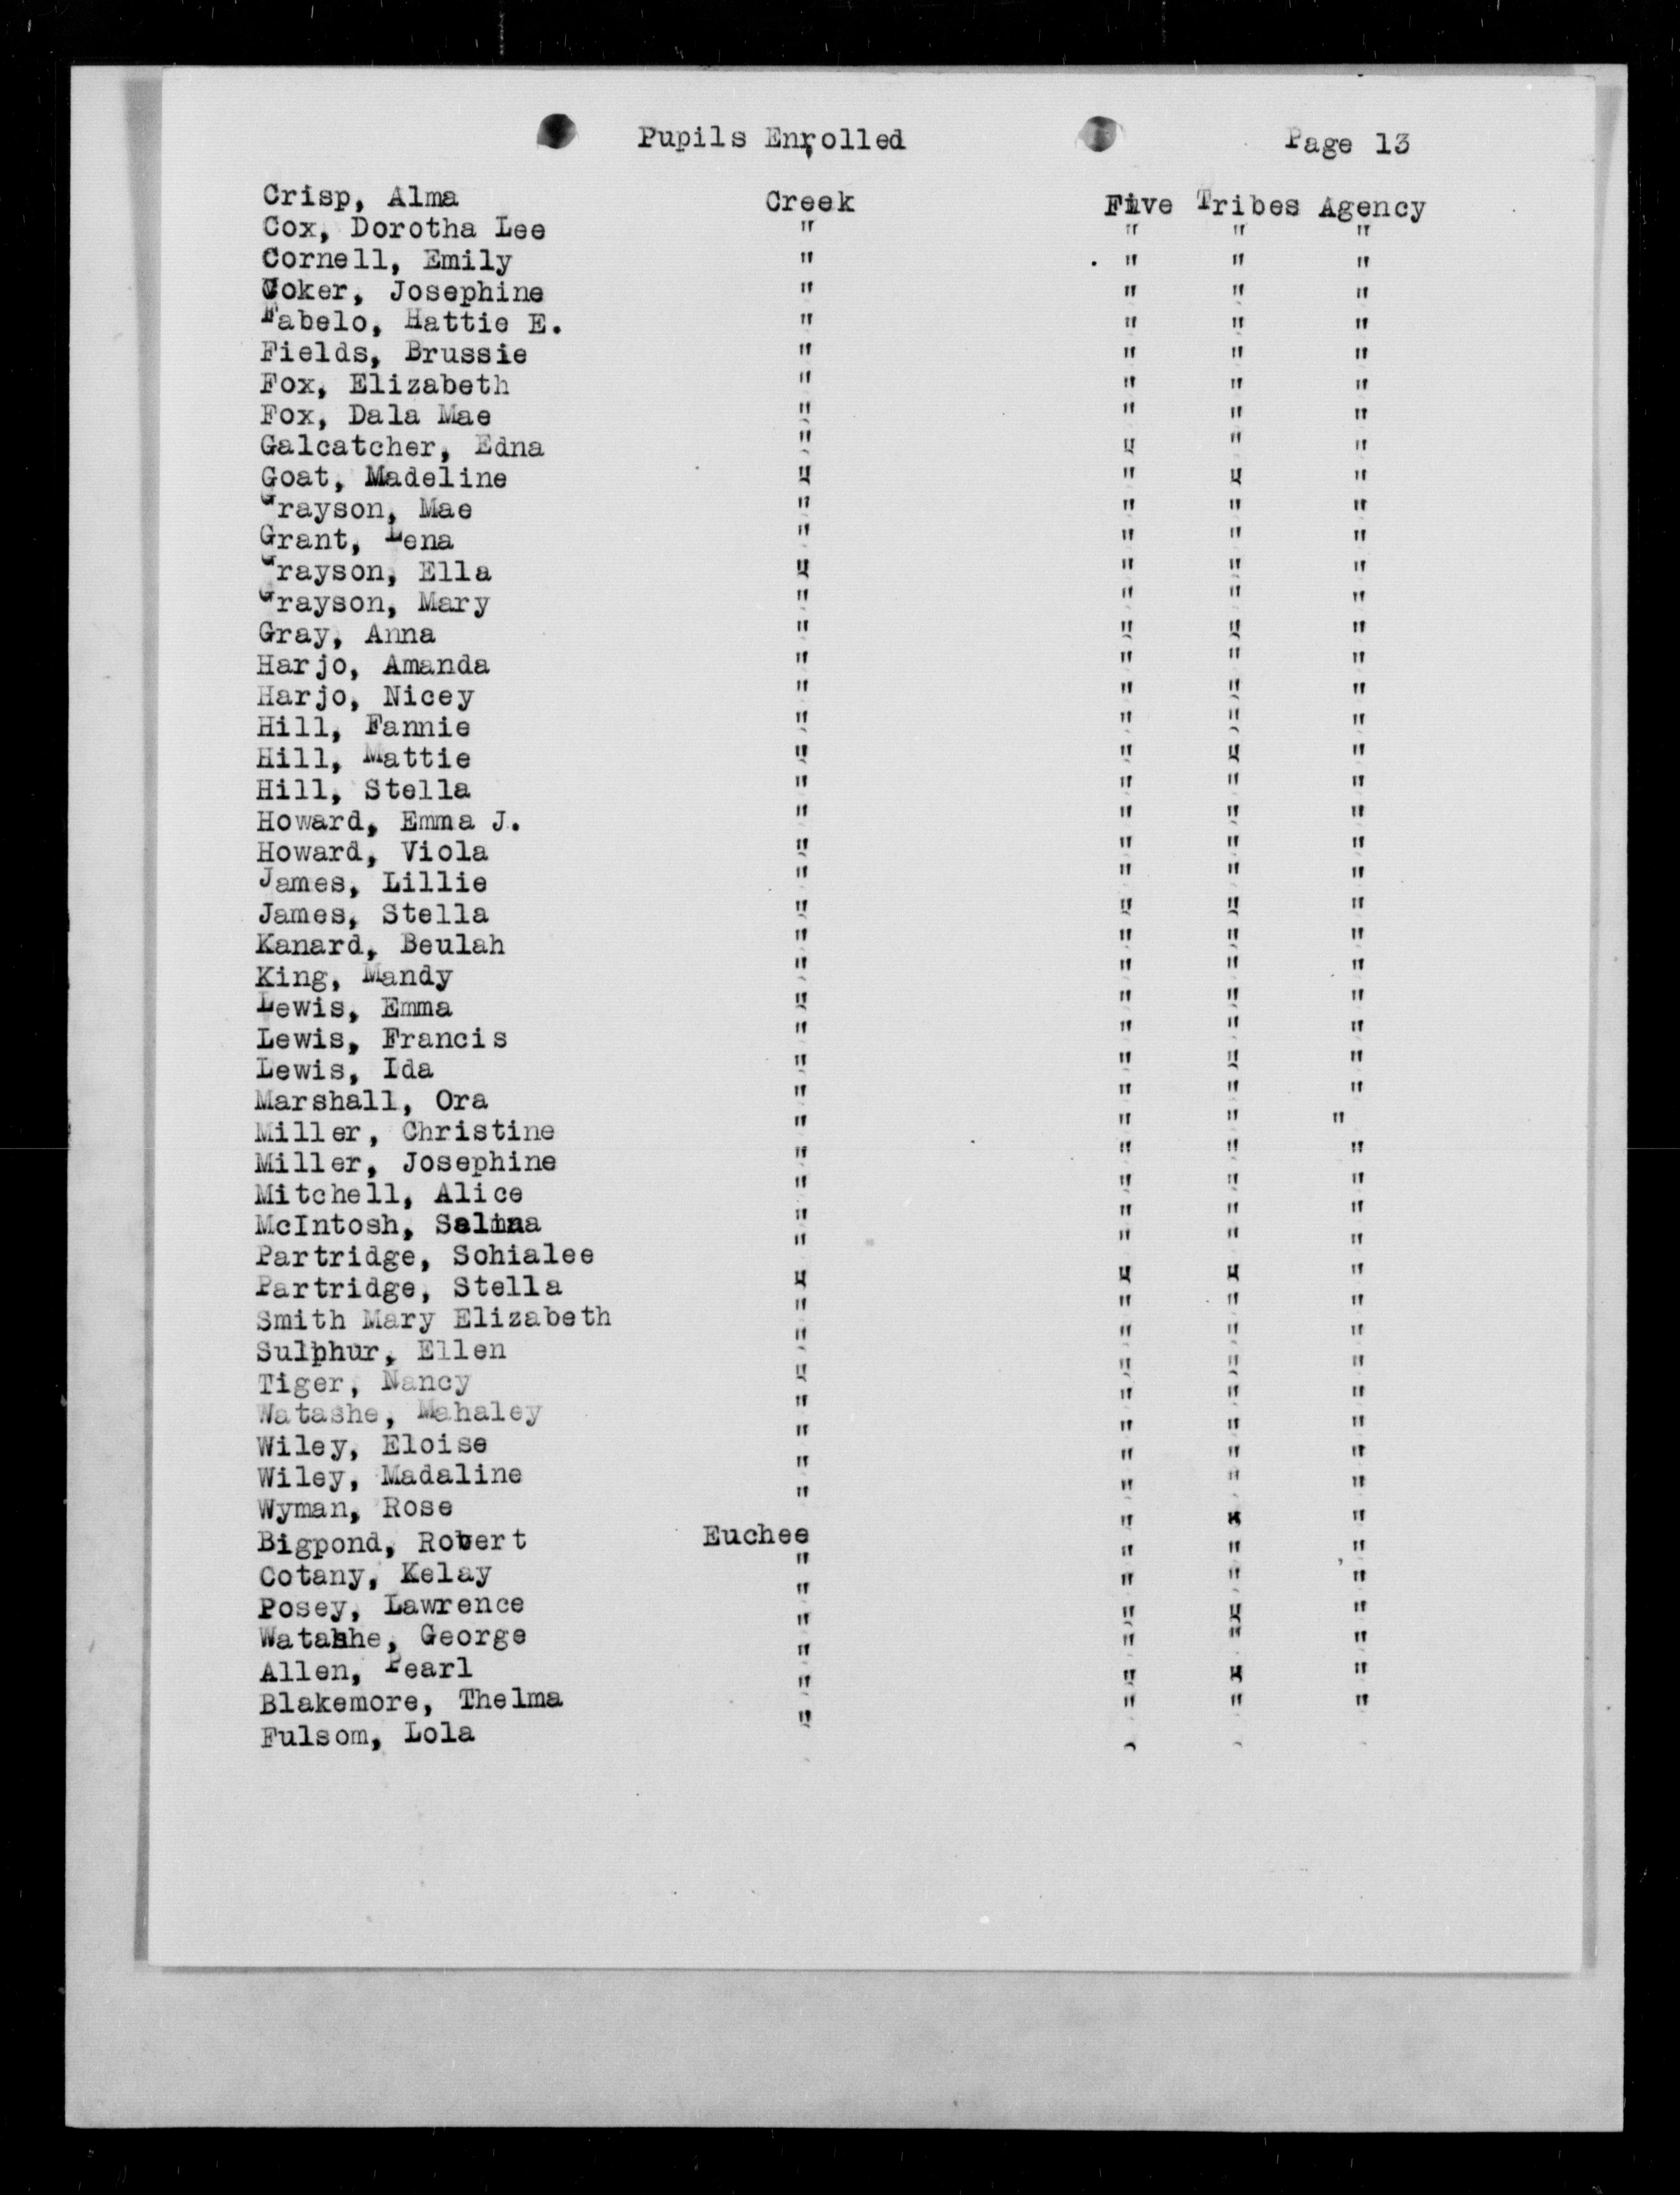 Pupils Enrolled Page 13
Crisp, Alma Creek Five Tribes Agency
Cox, Dorotha Lee " " " "
Cornell, Emily " " " "
Coker, Josephine " " " "
Fabelo, Hattie E. " " " "
Fields, Brussie " " " "
Fox, Elizabeth " " " "
Fox, Dala Mae " " " "
Galcatcher, Edna " " " "
Goat, Madeline " " " "
Grayson, Mae " " " "
Grant, Lena " " " "
Grayson, Ella " " " "
Grayson, Mary " " " "
Gray, Anna " " " "
Harjo, Amanda " " " "
Harjo, Nicey " " " "
Hill, Fannie " " " "
Hill, Mattie " " " "
Hill, Stella " " " "
Howard, Emma J. " " " "
Howard, Viola " " " "
James, Lillie " " " "
James, Stella " " " "
Kanard, Beulah " " " "
King, Mandy " " " "
Lewis, Emma " " " "
Lewis, Francis " " " "
Lewis, Ida " " " "
Marshall, Ora " " " "
Miller, Christine " " " "
Miller, Josephine " " " "
Mitchell, Alice " " " "
McIntosh, " " " "
Partridge, Sohialee " " " "
Partridge, Stella " " " "
Smith Mary Elizabeth " " " "
Sulphur, Ellen " " " "
Tiger, Nancy " " " "
Watashe, Mahaley " " " "
Wiley, Eloise " " " "
Wiley, Madaline " " " "
Wyman, Rose " " " "
Bigpond, Robert Euchee " " "
Cotany, Kelay " " " "
Posey, Lawrence " " " "
Watashe, George " " " "
Allen, Pearl " " " "
Blakemore, Thelma " " " "
Fulsom, Lola "